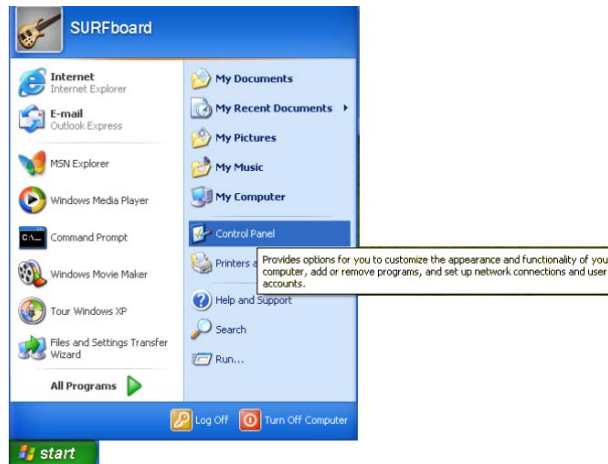 SURFboard
Internet
Internet Explorer
E-mail
Outlook Express
MSN Explorer
Windows Media Player
C:\_
Command Prompt
Windows Movie Maker
Tour Windows XP
Files and Settings Transfer
Wizard
All Programs
My Documents
My Recent Documents
My Pictures
My Music
My Computer
Control Panel
Printers a
Provides options for you to customize the appearance and functionality of you
computer, add or remove programs, and set up network connections and user
accounts.
Help and Support
Search
Run...
Log Off
Turn Off Computer
start